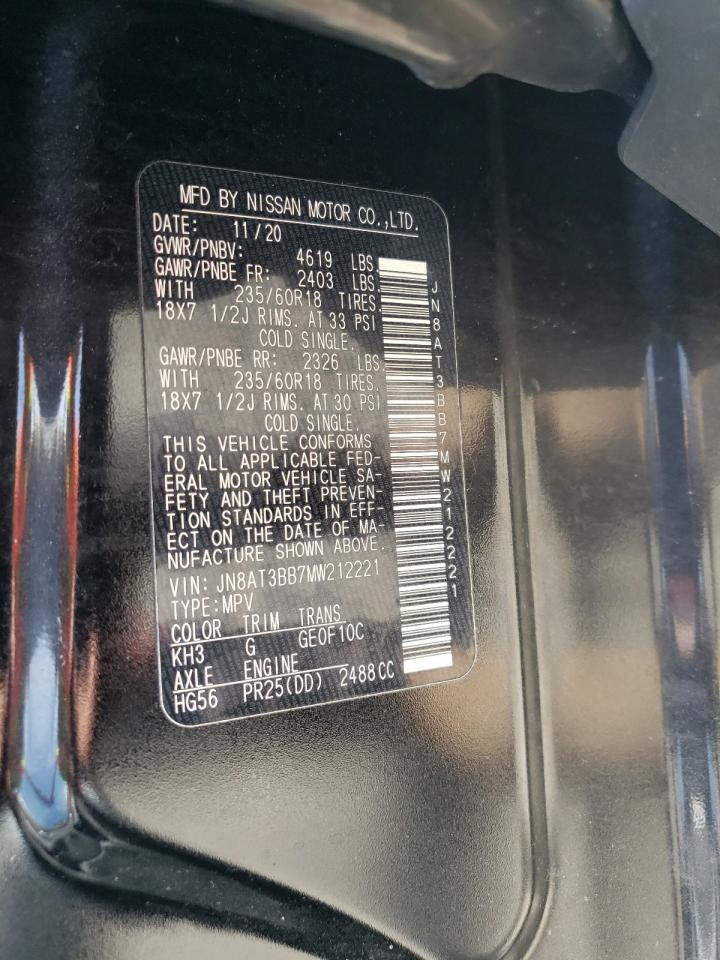 MFD BY NISSAN MOTOR CO.,LTD.
DATE: 11/20
GVWR/PNBV: 4619 LBS.
GAWR/PNBE FR: 2403 LBS.
WITH 235/60R18 TIRES.
18X7 1/2J RIMS. AT 33 PSI
COLD SINGLE.
GAWR/PNBE RR: 2326 LBS.
WITH 235/60R18 TIRES.
18X7 1/2J RIMS. AT 30 PSI
COLD SINGLE.
THIS VEHICLE CONFORMS
TO ALL APPLICABLE FED-
ERAL MOTOR VEHICLE SA-
FETY AND THEFT PREVEN-
TION STANDARDS IN EFF-
ECT ON THE DATE OF MA-
NUFACTURE SHOWN ABOVE.
VIN: JN8AT3BB7MW212221
TYPE:MPV
COLOR TRIM TRANS
KH3 G GE0F10C
AXLE ENGINE
HG56 PR25(DD) 2488CC
JN8AT3BB7MW212221